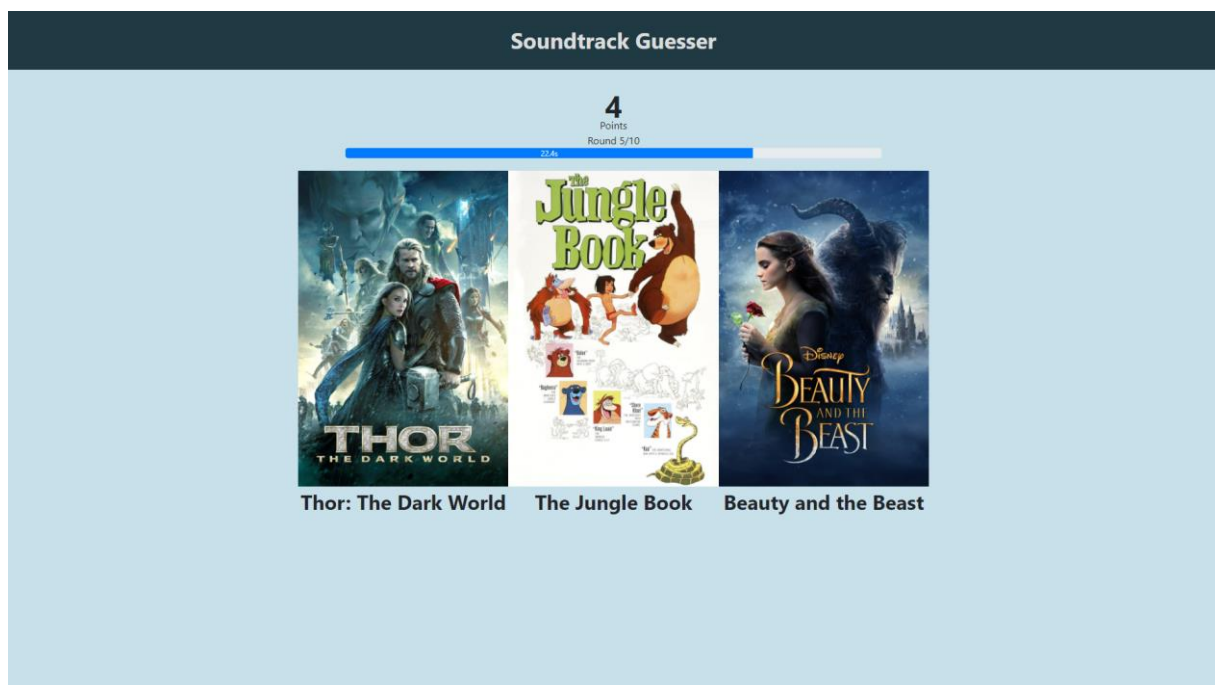 Soundtrack Guesser
4
Points
Round 5/10
22.4s
THOR
THE DARK WORLD
The
Jungle
Book
Disney
BEAUTY
AND THE
BEAST
Thor: The Dark World
The Jungle Book
Beauty and the Beast